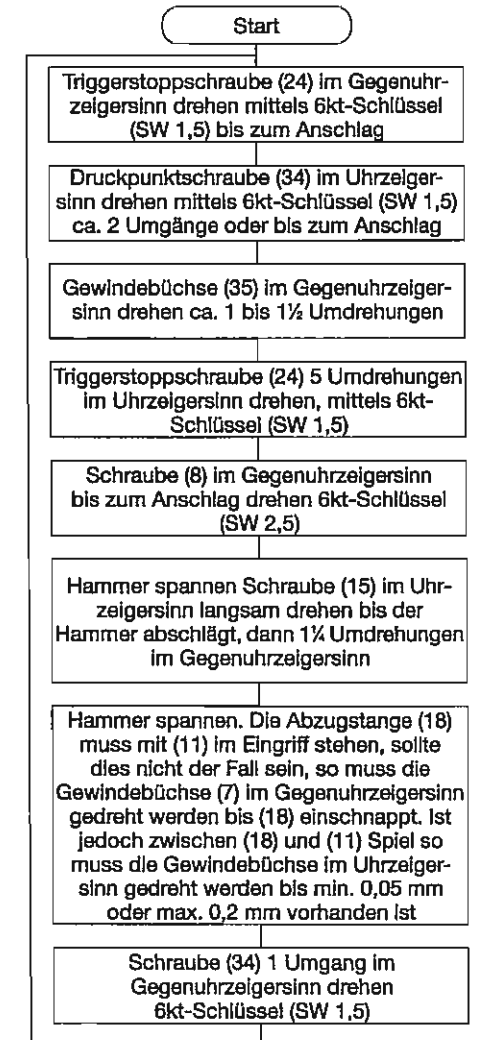 Start
Triggerstoppschraube (24) im Gegenuhr-
zeigersinn drehen mittels 6kt-Schlüssel
(SW 1,5) bis zum Anschlag
Druckpunktschraube (34) im Uhrzeiger-
sinn drehen mittels 6kt-Schlüssel (SW 1,5)
ca. 2 Umgänge oder bis zum Anschlag
Gewindebüchse (35) im Gegenuhrzeiger-
sinn drehen ca. 1 bis 1½ Umdrehungen
Triggerstoppschraube (24) 5 Umdrehungen
im Uhrzeigersinn drehen, mittels 6kt-
Schlüssel (SW 1,5)
Schraube (8) im Gegenuhrzeigersinn
bis zum Anschlag drehen 6kt-Schlüssel
(SW 2,5)
Hammer spannen Schraube (15) im Uhr-
zeigersinn langsam drehen bis der
Hammer abschlägt, dann 1¼ Umdrehungen
im Gegenuhrzeigersinn
Hammer spannen. Die Abzugstange (18)
muss mit (11) im Eingriff stehen, sollte
dies nicht der Fall sein, so muss die
Gewindebüchse (7) im Gegenuhrzeigersinn
gedreht werden bis (18) einschnappt. Ist
jedoch zwischen (18) und (11) Spiel so
muss die Gewindebüchse im Uhrzeiger-
sinn gedreht werden bis min. 0,05 mm
oder max. 0,2 mm vorhanden ist
Schraube (34) 1 Umgang im
Gegenuhrzeigersinn drehen
6kt-Schlüssel (SW 1,5)